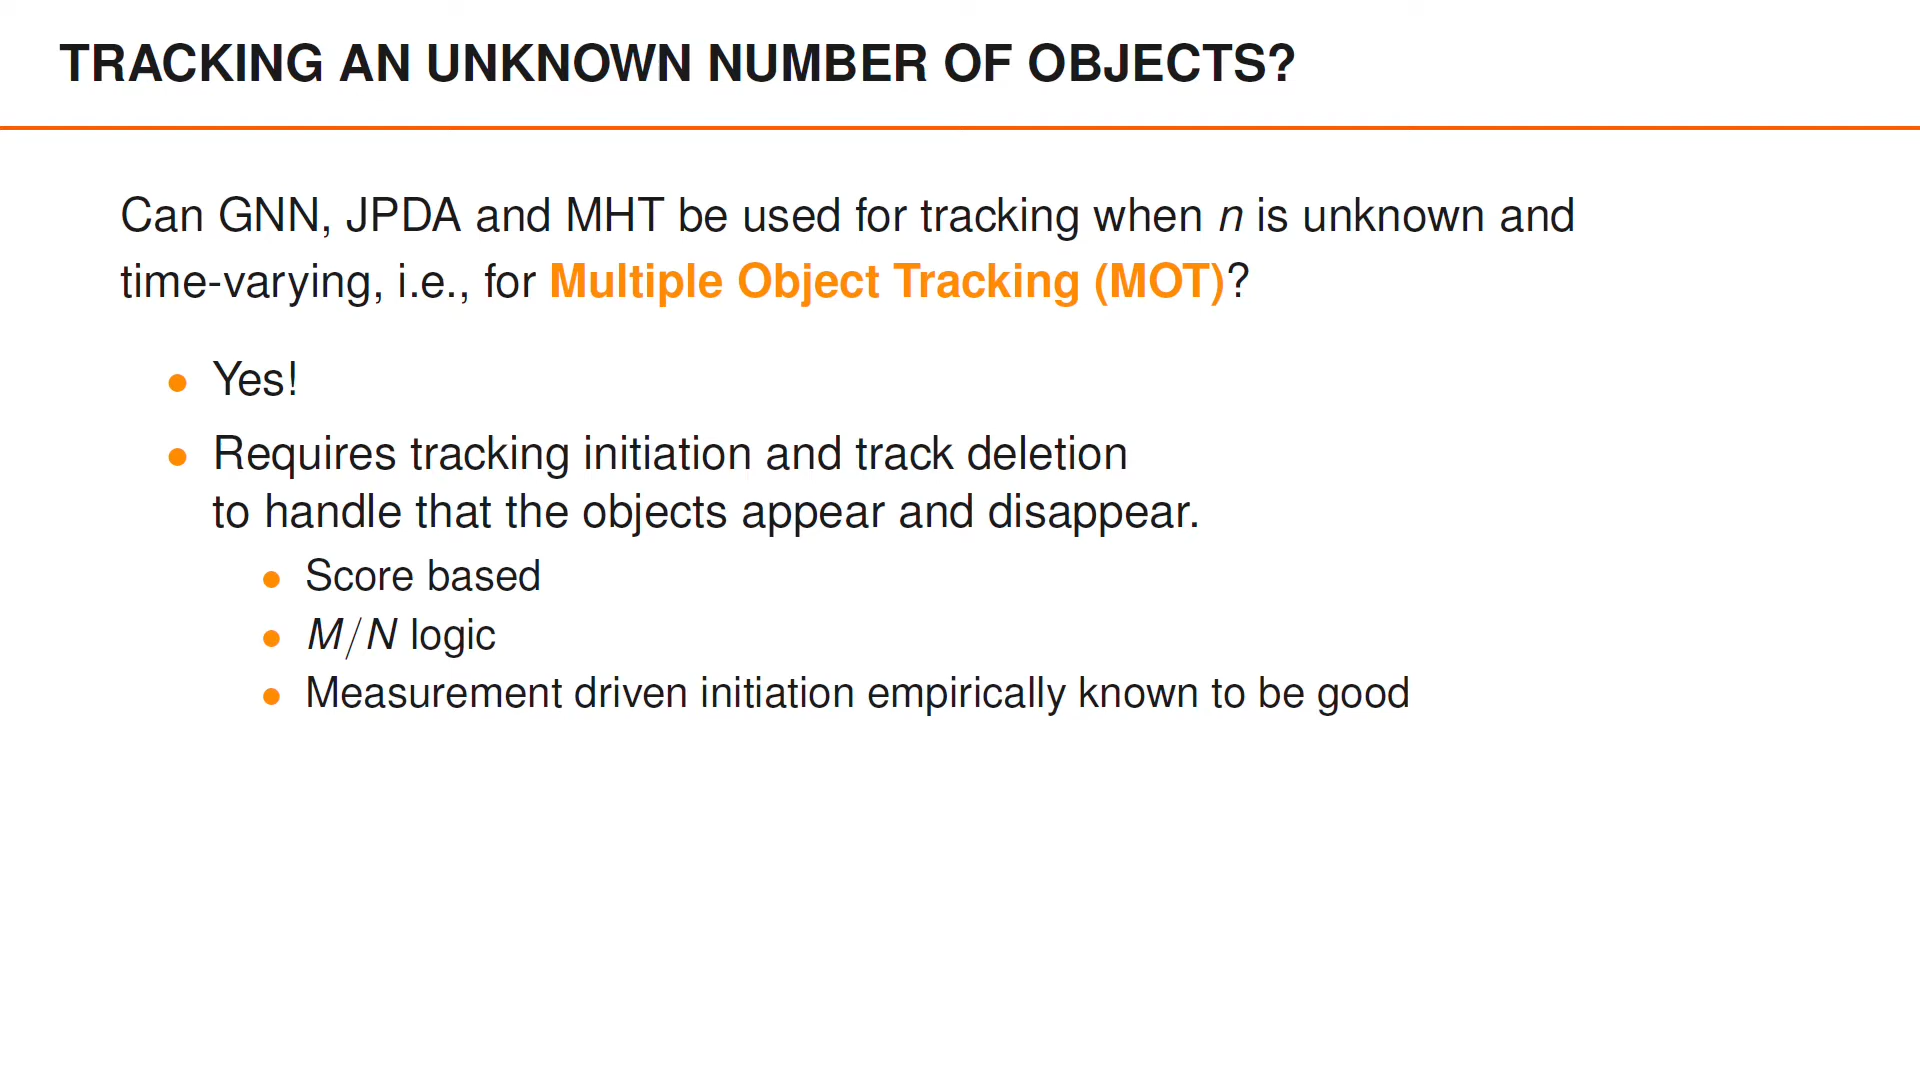 TRACKING AN UNKNOWN NUMBER OF OBJECTS?
Can GNN, JPDA and MHT be used for tracking when n is unknown and
time-varying, i.e., for Multiple Object Tracking (MOT)?
• Yes!
• Requires tracking initiation and track deletion
to handle that the objects appear and disappear.
• Score based
• M/N logic
• Measurement driven initiation empirically known to be good